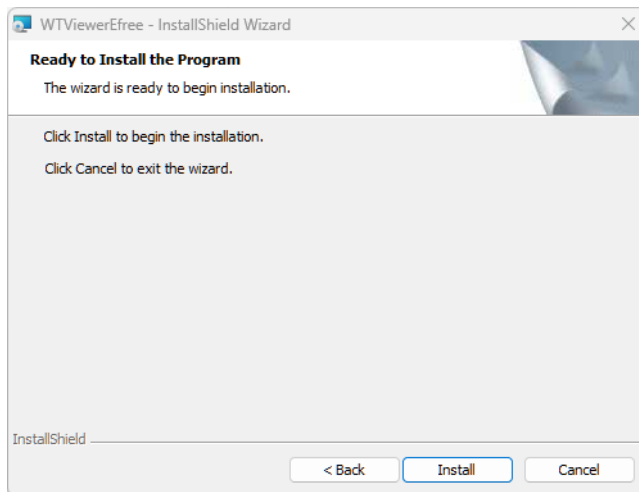 WTViewerEfree - InstallShield Wizard
Ready to Install the Program
The wizard is ready to begin installation.
Click Install to begin the installation.
Click Cancel to exit the wizard.
InstallShield
< Back
Install
Cancel